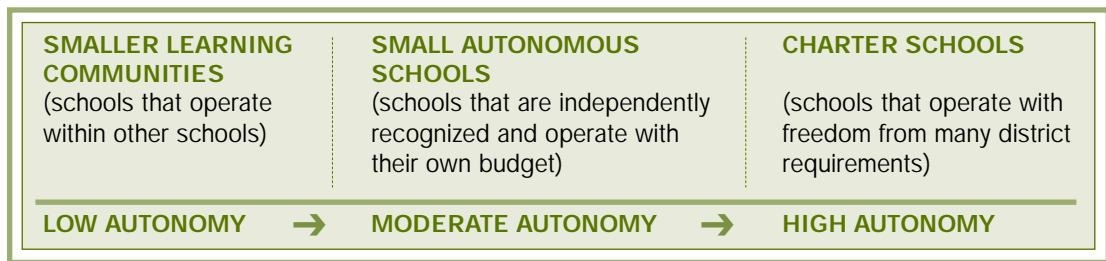 SMALLER LEARNING
COMMUNITIES
(schools that operate
within other schools)
SMALL AUTONOMOUS
SCHOOLS
(schools that are independently
recognized and operate with
their own budget)
CHARTER SCHOOLS
(schools that operate with
freedom from many district
requirements)
LOW AUTONOMY ➔ MODERATE AUTONOMY ➔ HIGH AUTONOMY